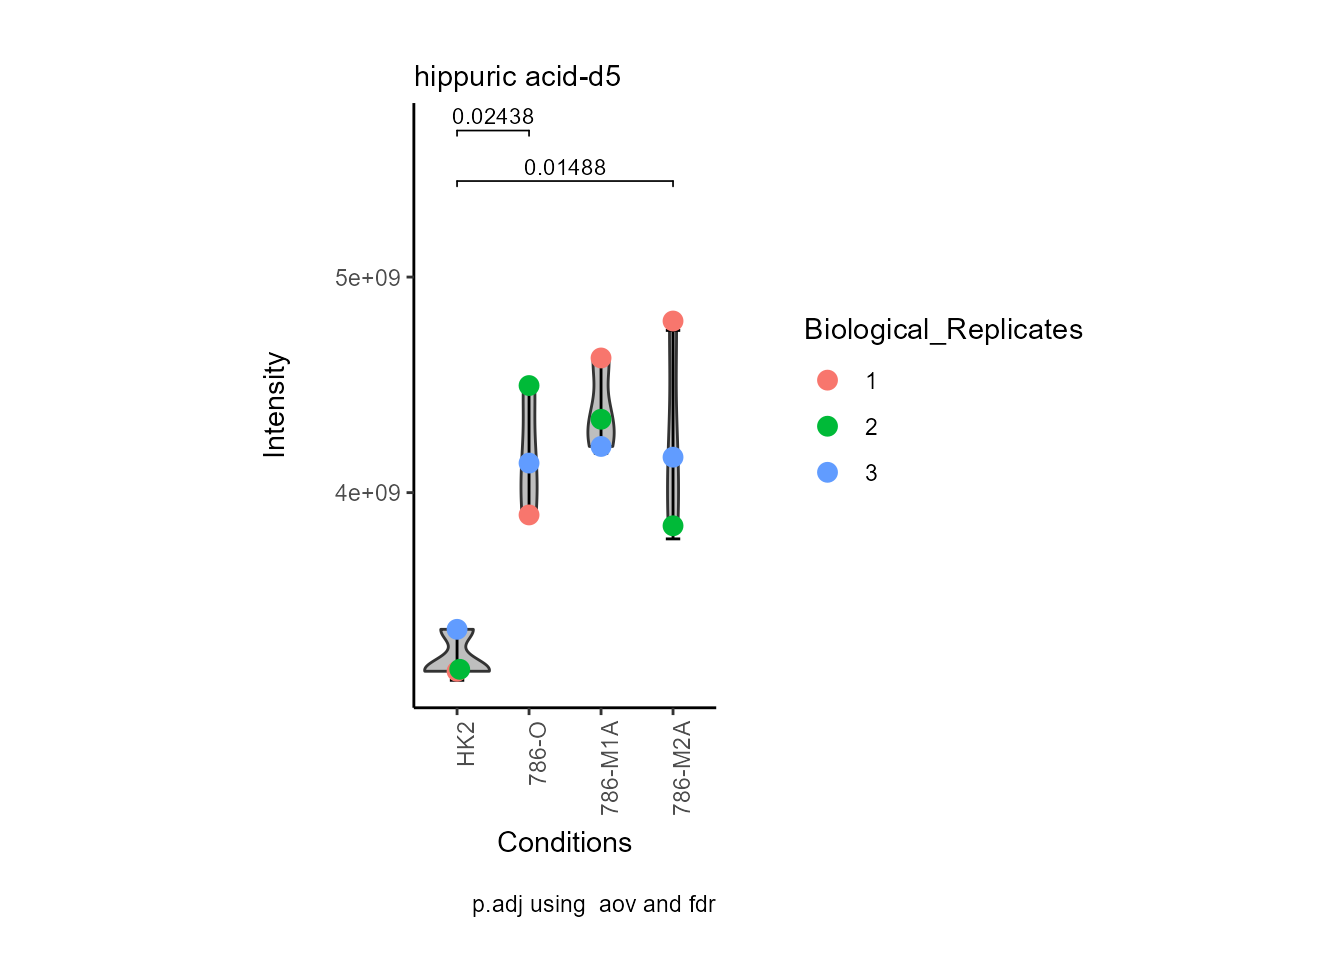 hippuric acid-d5
0.02438
0.01488
5e+09
4e+09
Intensity
HK2
786-O
786-M1A
786-M2A
Conditions
p.adj using  aov and fdr
Biological_Replicates
1
2
3